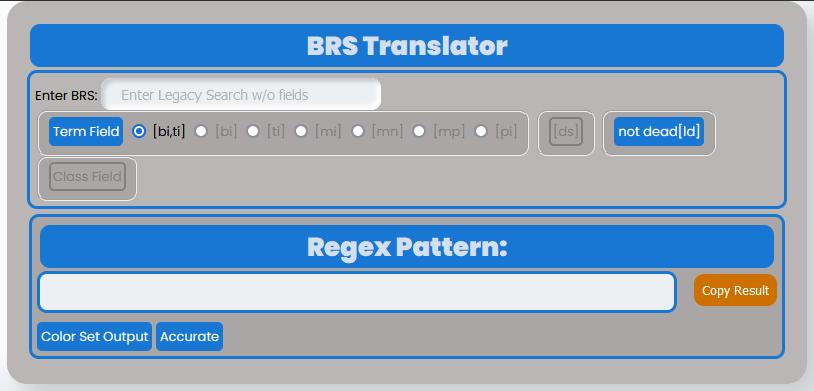 BRS Translator
Enter BRS: Enter Legacy Search w/o fields
Term Field [bi,ti] [bi] [ti] [mi] [mn] [mp] [pi] [ds] not dead[ld]
Class Field
Regex Pattern:
Copy Result
Color Set Output Accurate